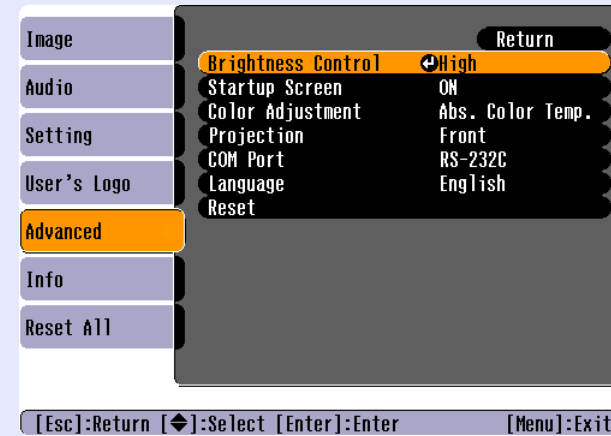 Image
Audio
Setting
User's Logo
Advanced
Info
Reset All
Return
Brightness Control High
Startup Screen ON
Color Adjustment Abs. Color Temp.
Projection Front
COM Port RS-232C
Language English
Reset
[Esc]:Return [◆]:Select [Enter]:Enter [Menu]:Exit